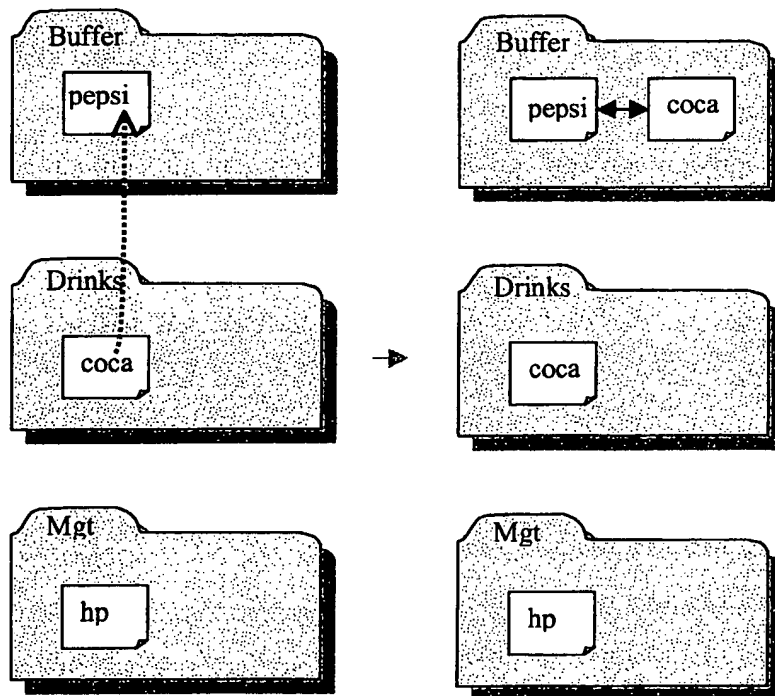 Buffer
pepsi
Drinks
coca
Mgt
hp
Buffer
pepsi
coca
Drinks
coca
Mgt
hp